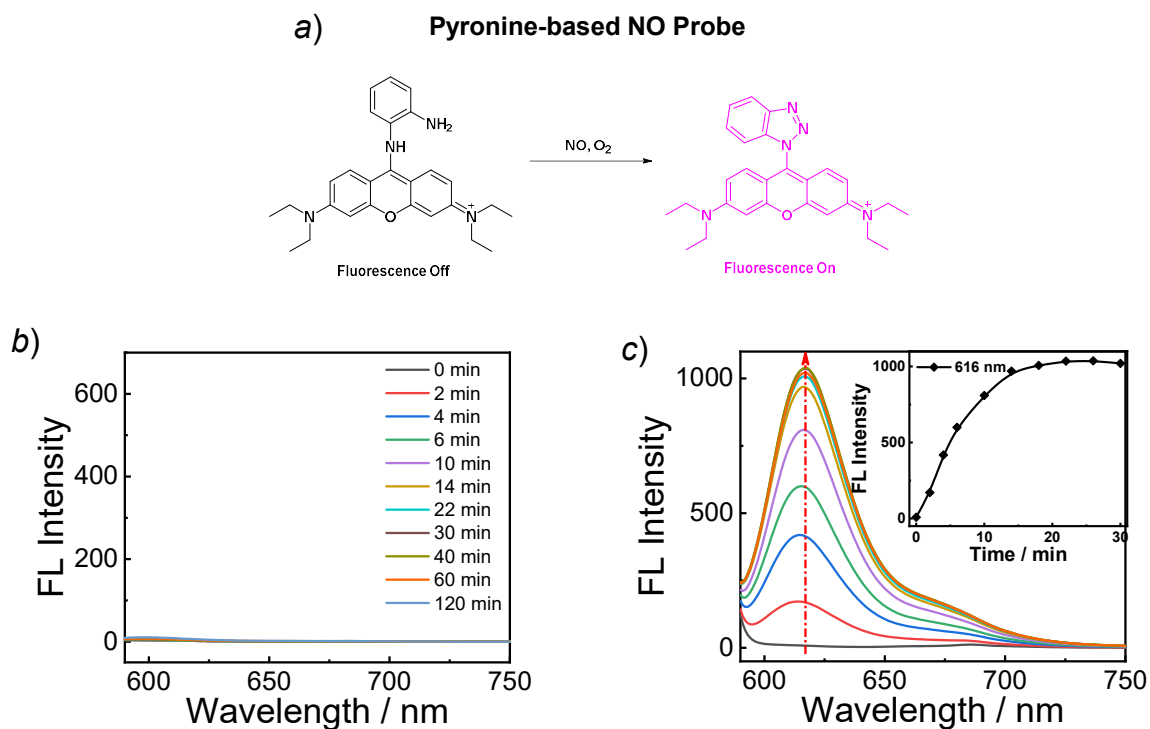 a)
Pyronine-based NO Probe
NH₂
NH
N
O
N
+
Fluorescence Off
NO, O₂
N
N
N
N
O
N
+
Fluorescence On
b)
FL Intensity
600
400
200
0
600
650
700
750
Wavelength / nm
0 min
2 min
4 min
6 min
10 min
14 min
22 min
30 min
40 min
60 min
120 min
c)
FL Intensity
1000
500
0
600
650
700
750
Wavelength / nm
616 nm
FL Intensity
1000
500
0
0
10
20
30
Time / min